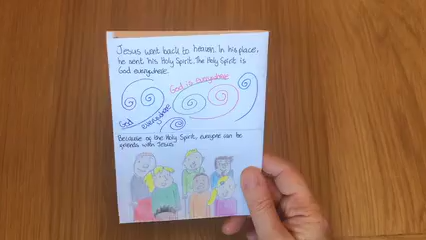 Jesus went back to heaven. In his place,
he sent his Holy Spirit. The Holy Spirit is
God everywhere.
God is everywhere
God everywhere
Because of the Holy Spirit, everyone can be
friends with Jesus